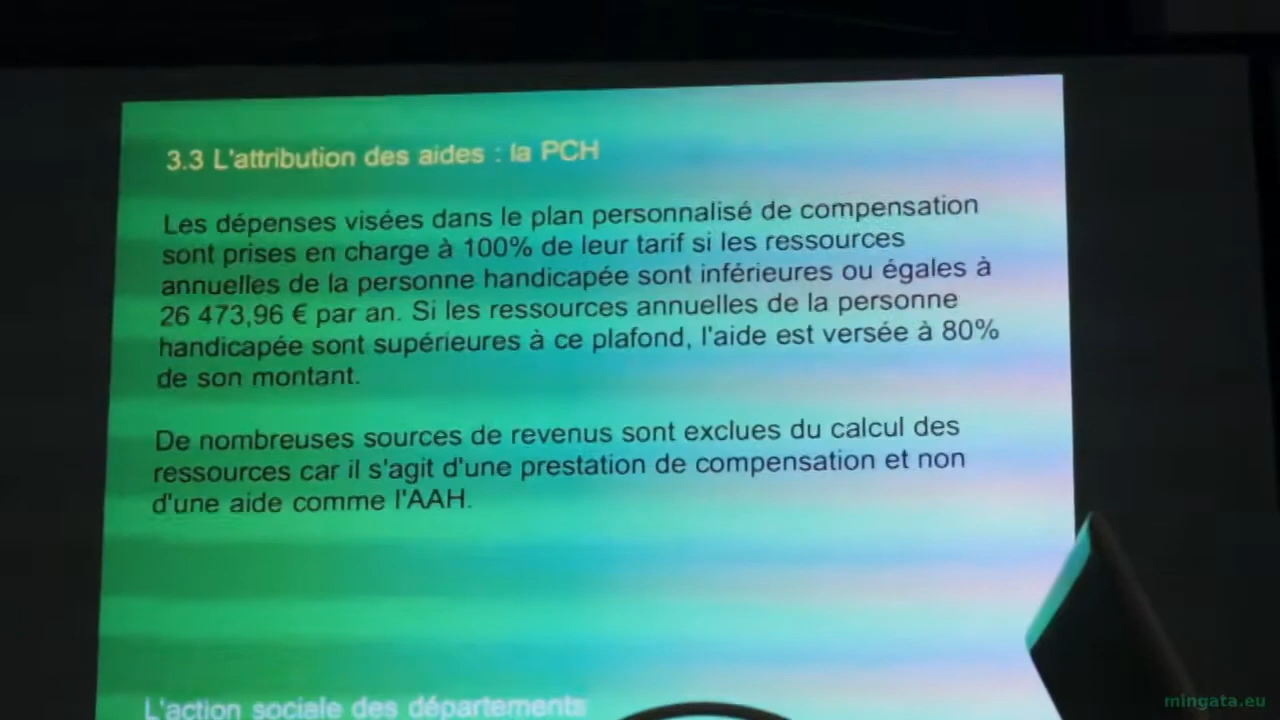 3.3 L'attribution des aides : la PCH
Les dépenses visées dans le plan personnalisé de compensation
sont prises en charge à 100% de leur tarif si les ressources
annuelles de la personne handicapée sont inférieures ou égales à
26 473,96 € par an. Si les ressources annuelles de la personne
handicapée sont supérieures à ce plafond, l'aide est versée à 80%
de son montant.
De nombreuses sources de revenus sont exclues du calcul des
ressources car il s'agit d'une prestation de compensation et non
d'une aide comme l'AAH.
L'action sociale des départements
mingata.eu